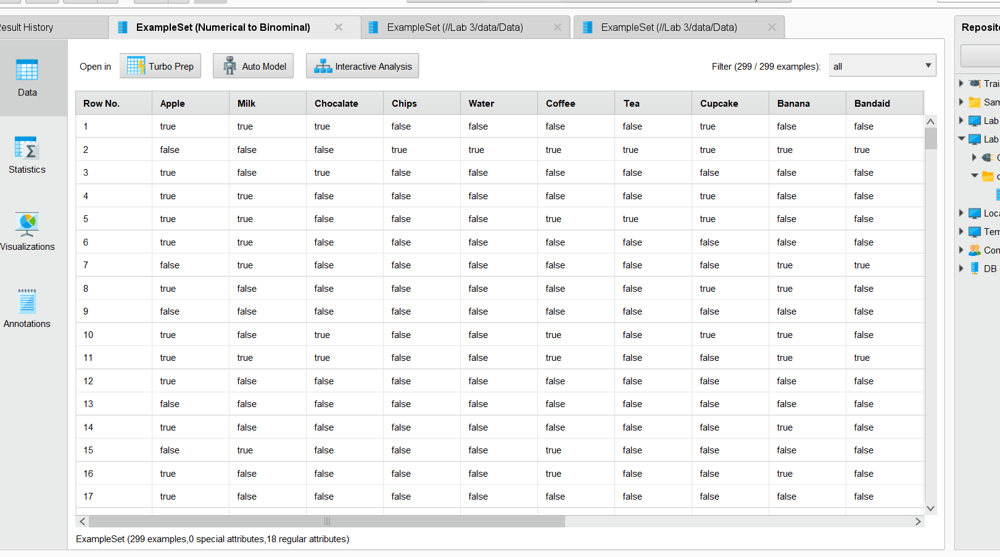 esult History
ExampleSet (Numerical to Binominal)
ExampleSet (//Lab 3/data/Data)
ExampleSet (//Lab 3/data/Data)
Reposit
Data
Statistics
Visualizations
Annotations
Open in
Turbo Prep
Auto Model
Interactive Analysis
Filter (299 / 299 examples):
all
Row No. Apple Milk Chocalate Chips Water Coffee Tea Cupcake Banana Bandaid
1 true true true false false false false true false false
2 false false false true true true true true true true
3 true false true false false false false false false false
4 true true false false false false false true false false
5 true true false false false true true true false false
6 true true false false false false false false false false
7 false true false false false false false false true true
8 true false false false false false false true true false
9 false false false false false false false false false false
10 true false true false false true false true true false
11 true true true false false true false false true true
12 true false false false false false false false false false
13 false false false false false false false false false false
14 true false false false false false false false true false
15 false true false false false true false false false false
16 true false false false false true false false true false
17 true false false false false false false false false false
ExampleSet (299 examples,0 special attributes,18 regular attributes)
Trai
Sam
Lab
Lab
Loca
Tem
Con
DB